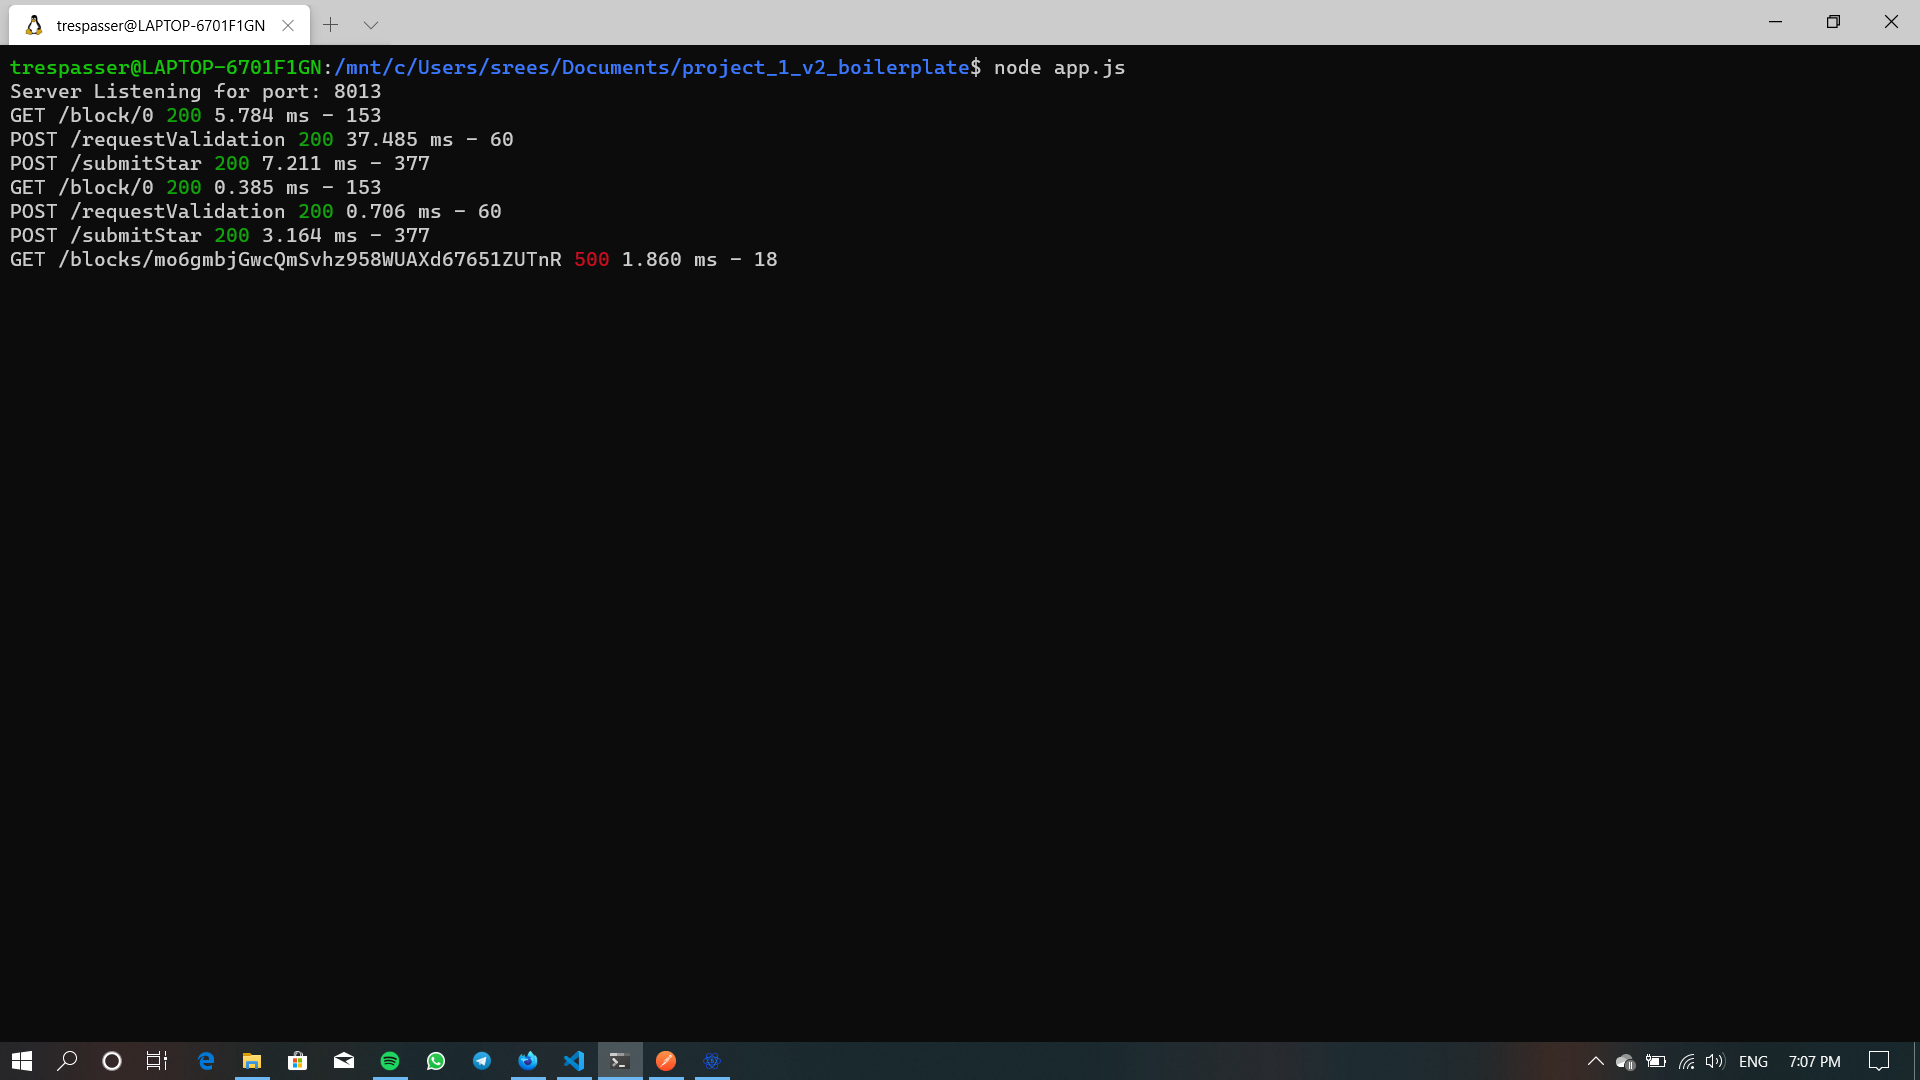 trespasser@LAPTOP-6701F1GN
trespasser@LAPTOP-6701F1GN:/mnt/c/Users/srees/Documents/project_1_v2_boilerplate$ node app.js
Server Listening for port: 8013
GET /block/0 200 5.784 ms - 153
POST /requestValidation 200 37.485 ms - 60
POST /submitStar 200 7.211 ms - 377
GET /block/0 200 0.385 ms - 153
POST /requestValidation 200 0.706 ms - 60
POST /submitStar 200 3.164 ms - 377
GET /blocks/mo6gmbjGwcQmSvhz958WUAXd67651ZUTnR 500 1.860 ms - 18
ENG 7:07 PM